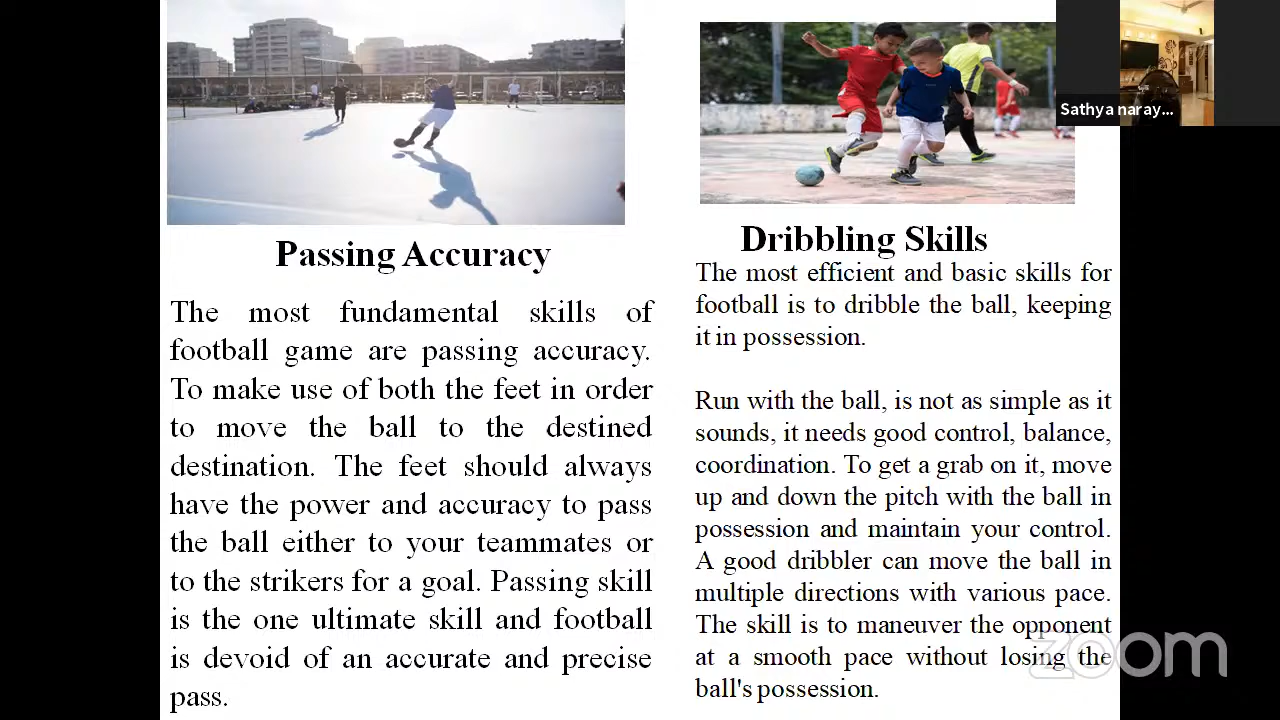 Passing Accuracy
The most fundamental skills of
football game are passing accuracy.
To make use of both the feet in order
to move the ball to the destined
destination. The feet should always
have the power and accuracy to pass
the ball either to your teammates or
to the strikers for a goal. Passing skill
is the one ultimate skill and football
is devoid of an accurate and precise
pass.
Dribbling Skills
The most efficient and basic skills for
football is to dribble the ball, keeping
it in possession.
Run with the ball, is not as simple as it
sounds, it needs good control, balance,
coordination. To get a grab on it, move
up and down the pitch with the ball in
possession and maintain your control.
A good dribbler can move the ball in
multiple directions with various pace.
The skill is to maneuver the opponent
at a smooth pace without losing the
ball's possession.
Sathya naray...
zoom